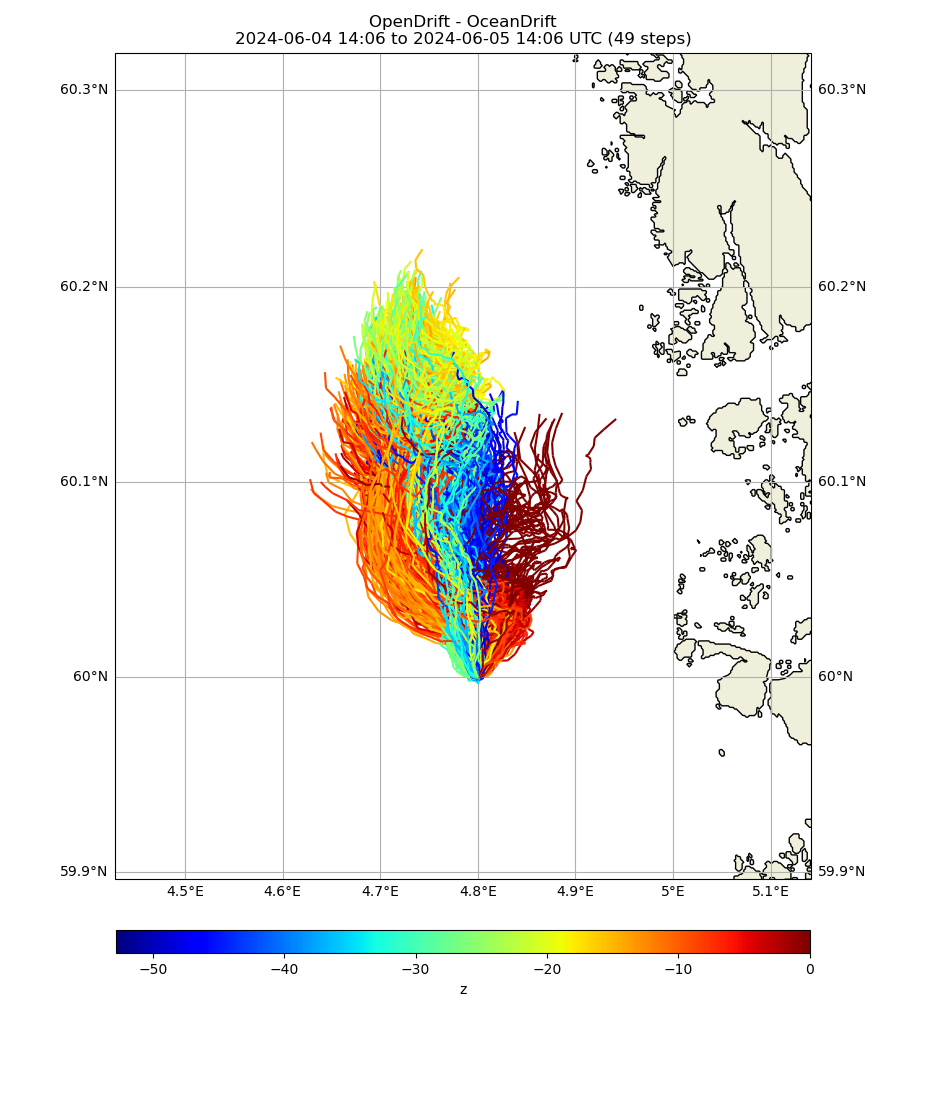 OpenDrift - OceanDrift
2024-06-04 14:06 to 2024-06-05 14:06 UTC (49 steps)
60.3°N 60.3°N
60.2°N 60.2°N
60.1°N 60.1°N
60°N 60°N
59.9°N 59.9°N
4.5°E 4.6°E 4.7°E 4.8°E 4.9°E 5°E 5.1°E
−50 −40 −30 −20 −10 0
z